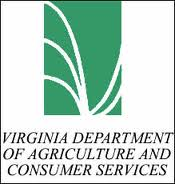 VIRGINIA DEPARTMENT
OF AGRICULTURE AND
CONSUMER SERVICES